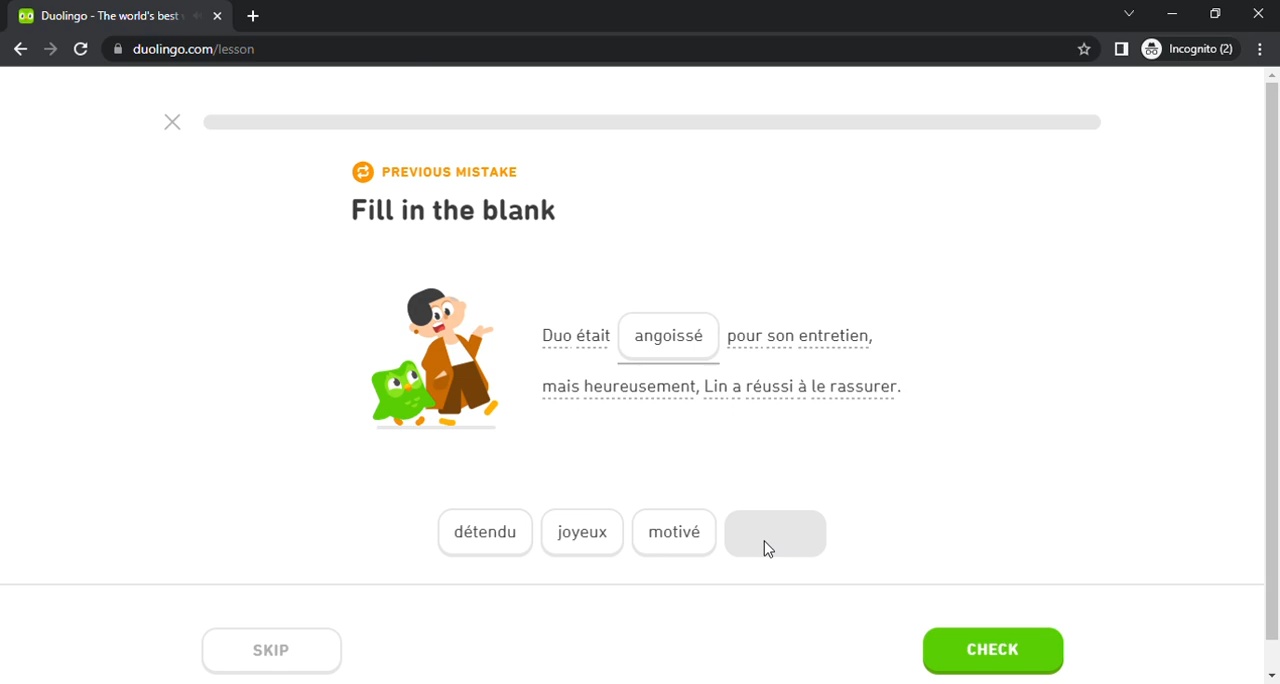 Duolingo - The world's best
duolingo.com/lesson
Incognito (2)
PREVIOUS MISTAKE
Fill in the blank
Duo était angoissé pour son entretien,
mais heureusement, Lin a réussi à le rassurer.
détendu joyeux motivé
SKIP CHECK